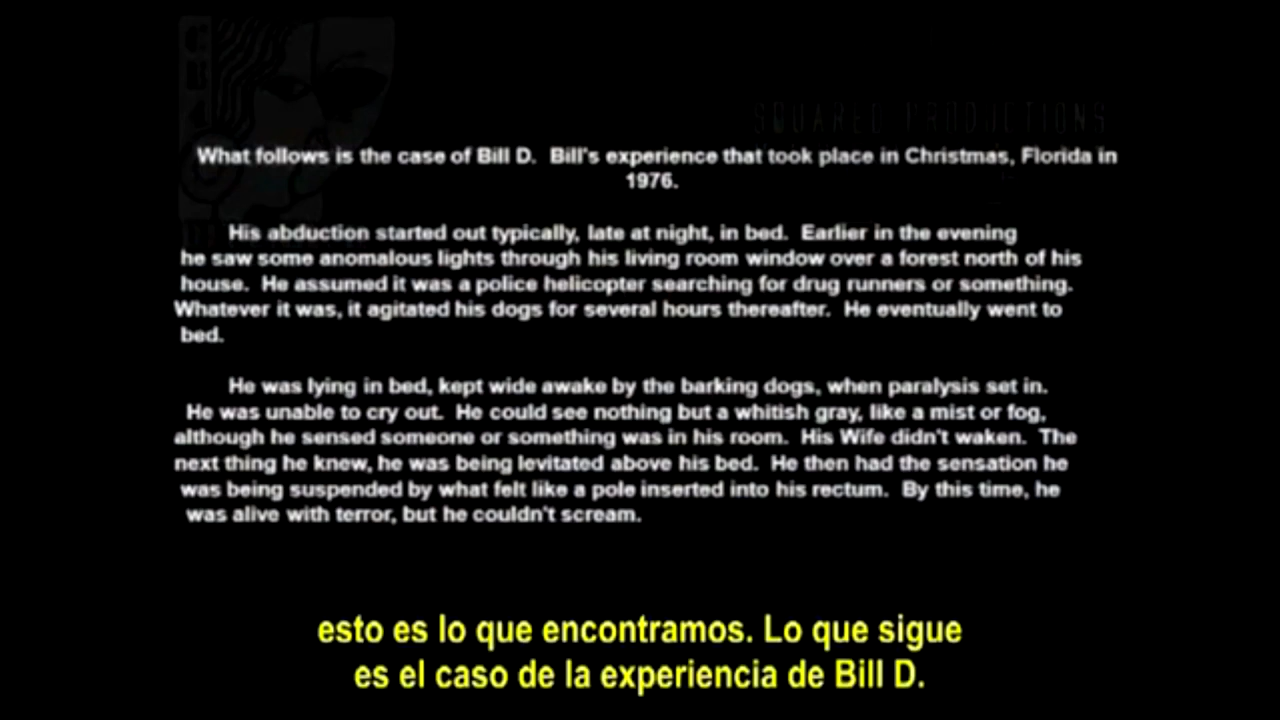 SQUARED PRODUCTIONS
What follows is the case of Bill D.  Bill's experience that took place in Christmas, Florida in
1976.
His abduction started out typically, late at night, in bed.  Earlier in the evening
he saw some anomalous lights through his living room window over a forest north of his
house.  He assumed it was a police helicopter searching for drug runners or something.
Whatever it was, it agitated his dogs for several hours thereafter.  He eventually went to
bed.
He was lying in bed, kept wide awake by the barking dogs, when paralysis set in.
He was unable to cry out.  He could see nothing but a whitish gray, like a mist or fog,
although he sensed someone or something was in his room.  His Wife didn't waken.  The
next thing he knew, he was being levitated above his bed.  He then had the sensation he
was being suspended by what felt like a pole inserted into his rectum.  By this time, he
was alive with terror, but he couldn't scream.
esto es lo que encontramos. Lo que sigue
es el caso de la experiencia de Bill D.